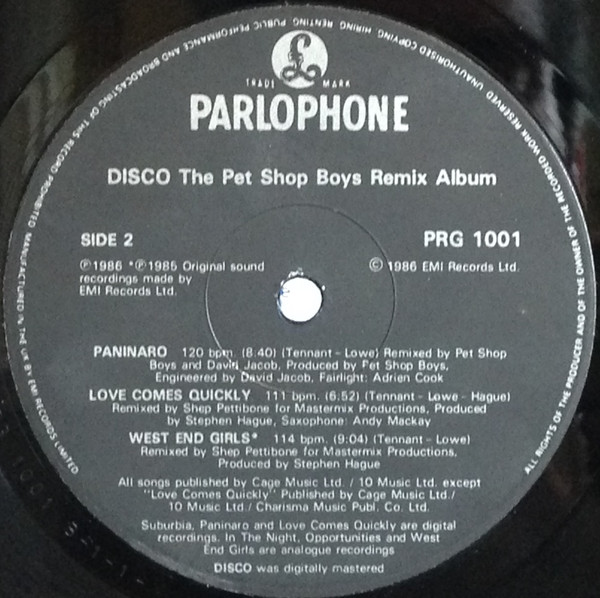 UNAUTHORISED COPYING HIRING RENTING PUBLIC PERFORMANCE AND BROADCASTING OF THIS RECORD PROHIBITED MANUFACTURED IN THE UK BY EMI RECORDS LIMITED
ALL RIGHTS OF THE PRODUCER AND OF THE OWNER OF THE RECORDED WORK RESERVED
£
TRADE MARK
PARLOPHONE
DISCO The Pet Shop Boys Remix Album
SIDE 2
PRG 1001
℗1986 *℗1985 Original sound
recordings made by
EMI Records Ltd.
© 1986 EMI Records Ltd.
PANINARO 120 bpm. (8.40) (Tennant - Lowe) Remixed by Pet Shop
Boys and David Jacob, Produced by Pet Shop Boys,
Engineered by David Jacob, Fairlight: Adrien Cook
LOVE COMES QUICKLY 111 bpm. (6:52) (Tennant - Lowe - Hague)
Remixed by Shep Pettibone for Mastermix Productions, Produced
by Stephen Hague, Saxophone: Andy Mackay
WEST END GIRLS* 114 bpm. (9:04) (Tennant - Lowe)
Remixed by Shep Pettibone for Mastermix Productions,
Produced by Stephen Hague
All songs published by Cage Music Ltd. / 10 Music Ltd. except
"Love Comes Quickly" Published by Cage Music Ltd./
10 Music Ltd./ Charisma Music Publ. Co. Ltd.
Suburbia, Paninaro and Love Comes Quickly are digital
recordings. In The Night, Opportunities and West
End Girls are analogue recordings
DISCO was digitally mastered